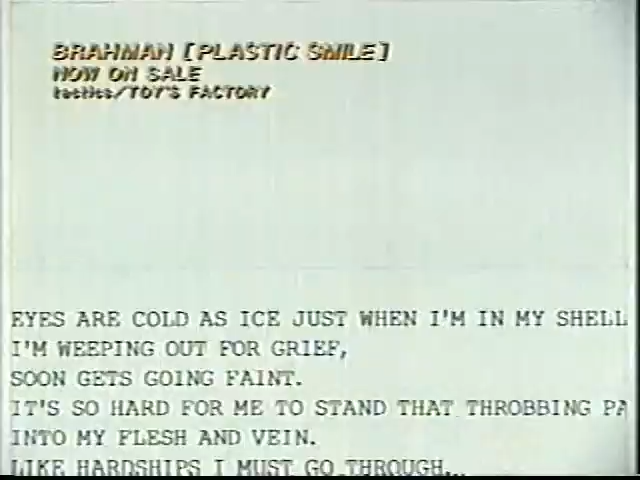 BRAHMAN [PLASTIC SMILE]
NOW ON SALE
tactics/TOY'S FACTORY
EYES ARE COLD AS ICE JUST WHEN I'M IN MY SHELL
I'M WEEPING OUT FOR GRIEF,
SOON GETS GOING FAINT.
IT'S SO HARD FOR ME TO STAND THAT THROBBING PA
INTO MY FLESH AND VEIN.
LIKE HARDSHIPS I MUST GO THROUGH...